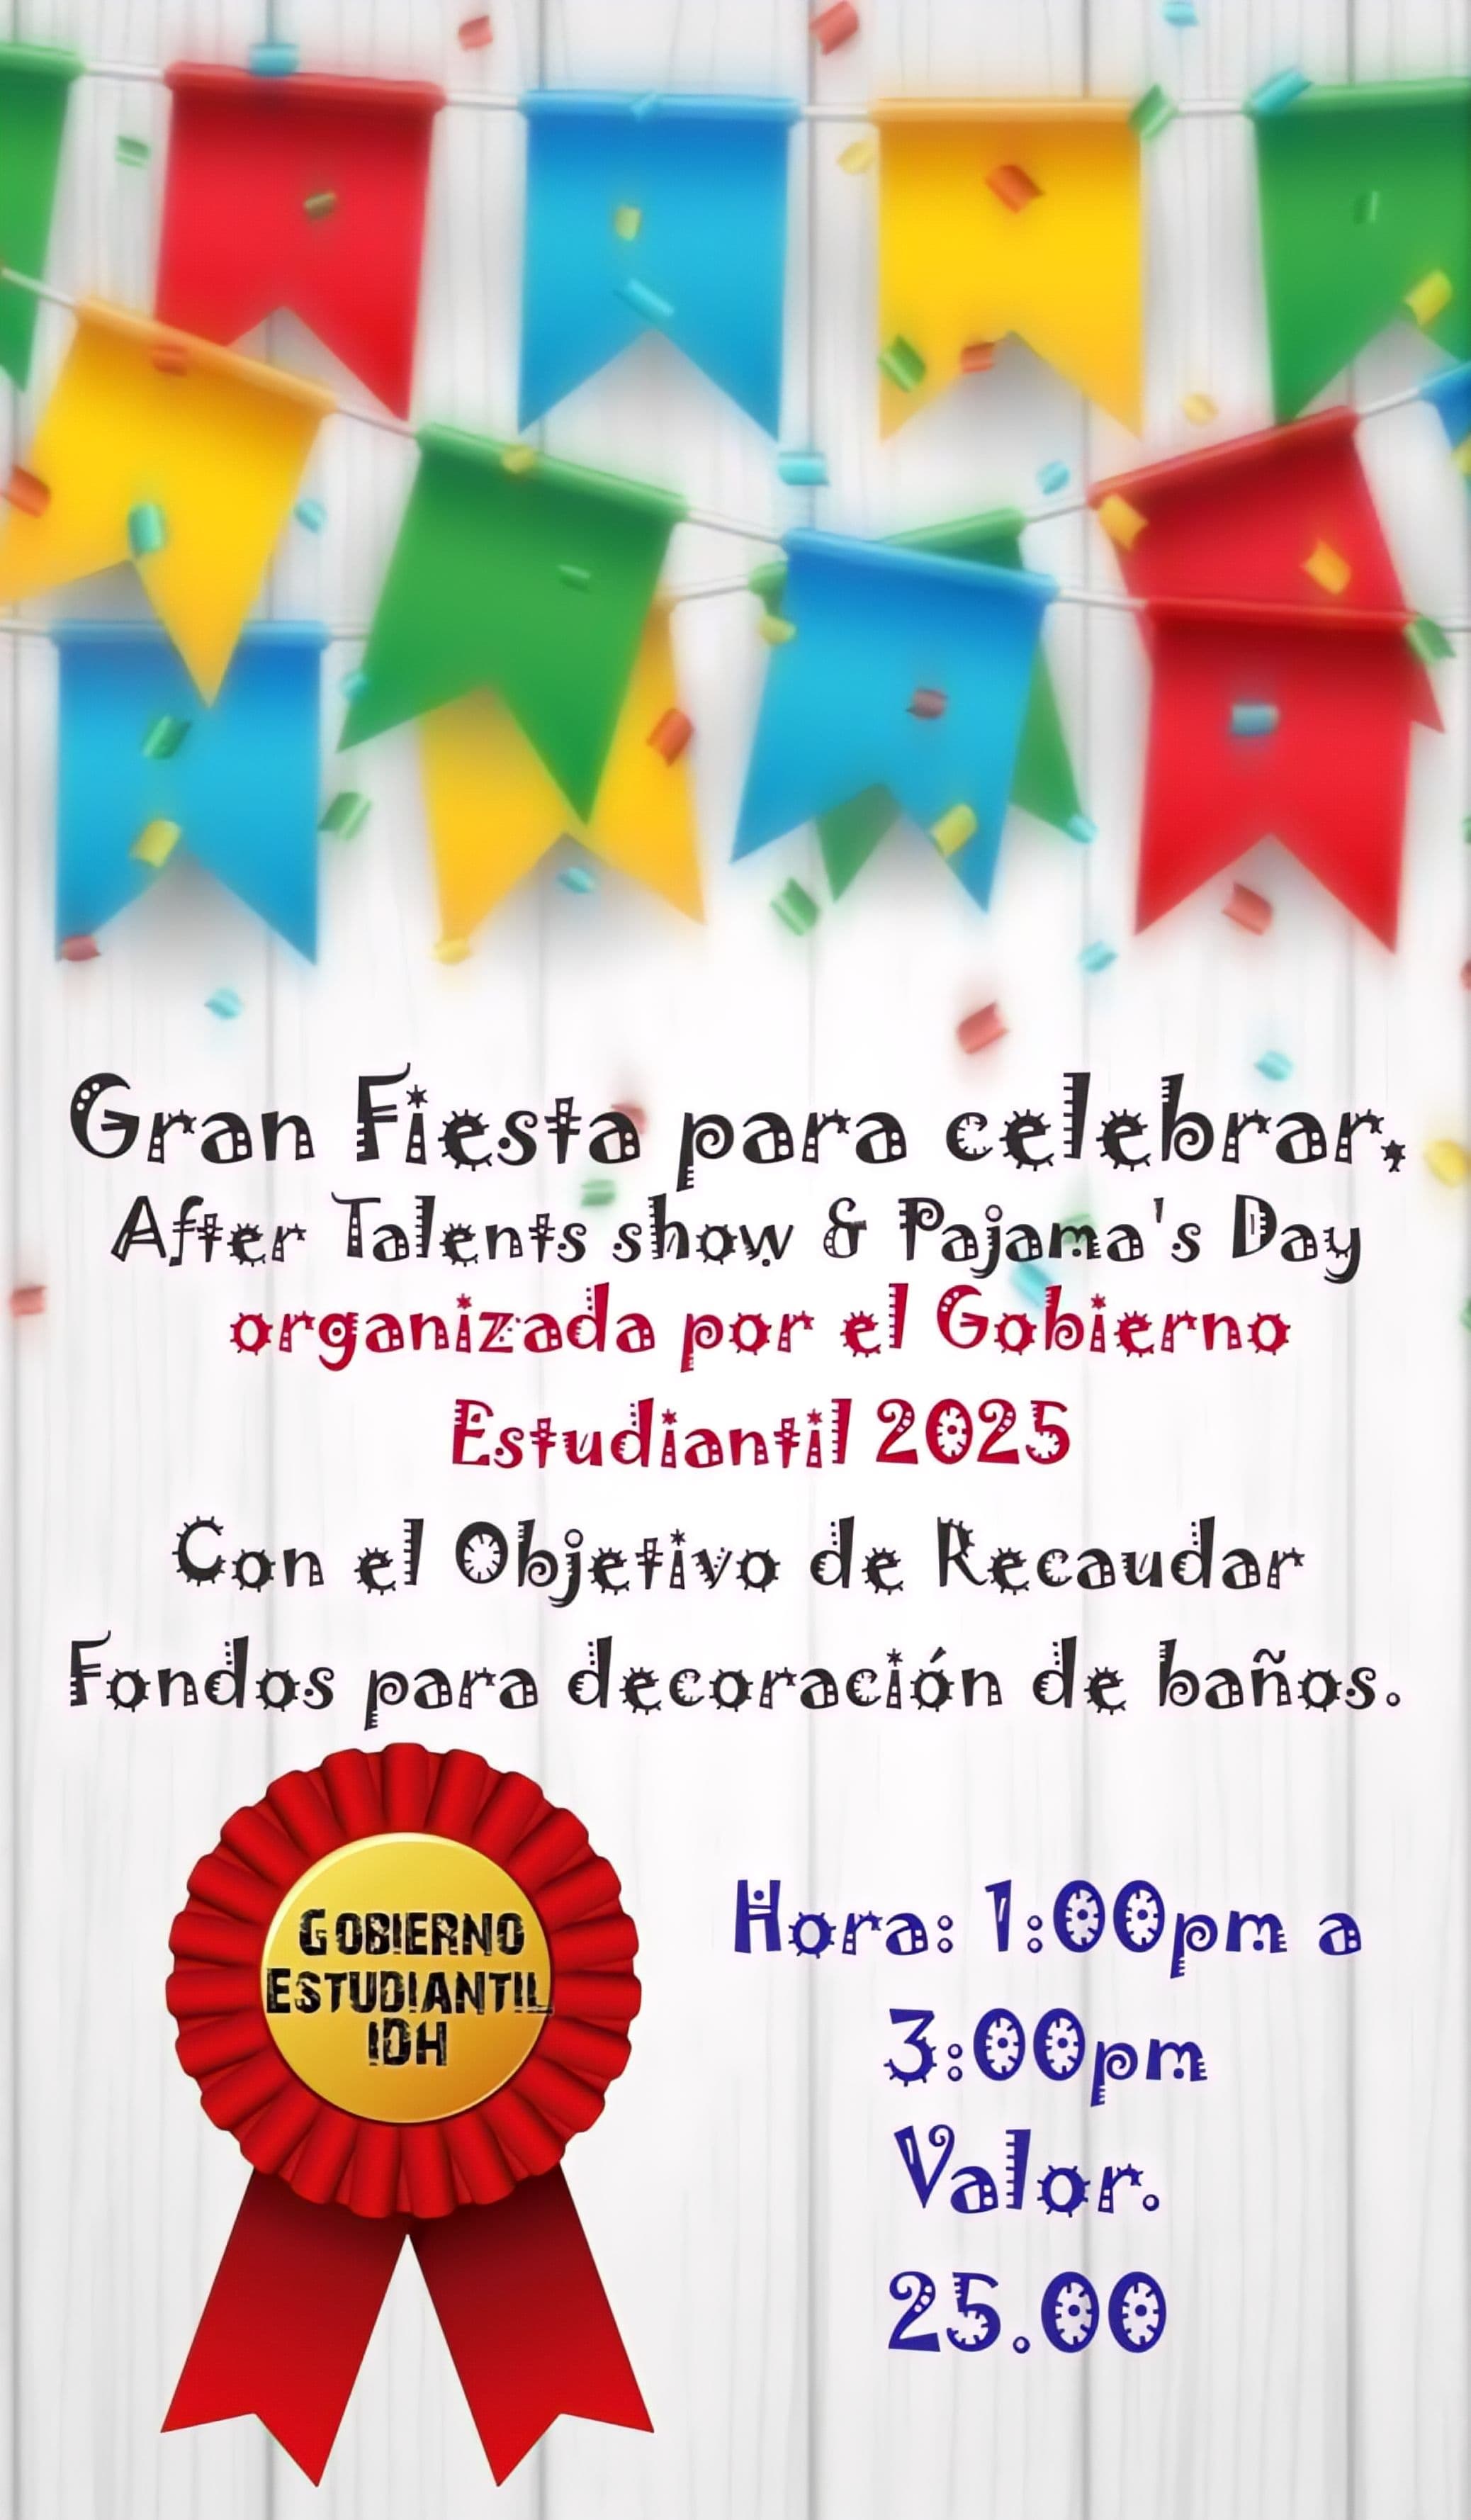 Gran Fiesta para celebrar,
After Talents show & Pajama's Day
organizada por el Gobierno
Estudiantil 2025
Con el Objetivo de Recaudar
Fondos para decoración de baños.
GOBIERNO
ESTUDIANTIL
IDH
Hora: 1:00pm a
3:00pm
Valor.
25.00